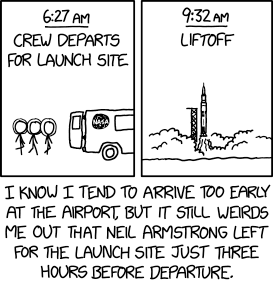 6:27 AM
CREW DEPARTS
FOR LAUNCH SITE
NASA
9:32 AM
LIFTOFF
I KNOW I TEND TO ARRIVE TOO EARLY
AT THE AIRPORT, BUT IT STILL WEIRDS
ME OUT THAT NEIL ARMSTRONG LEFT
FOR THE LAUNCH SITE JUST THREE
HOURS BEFORE DEPARTURE.